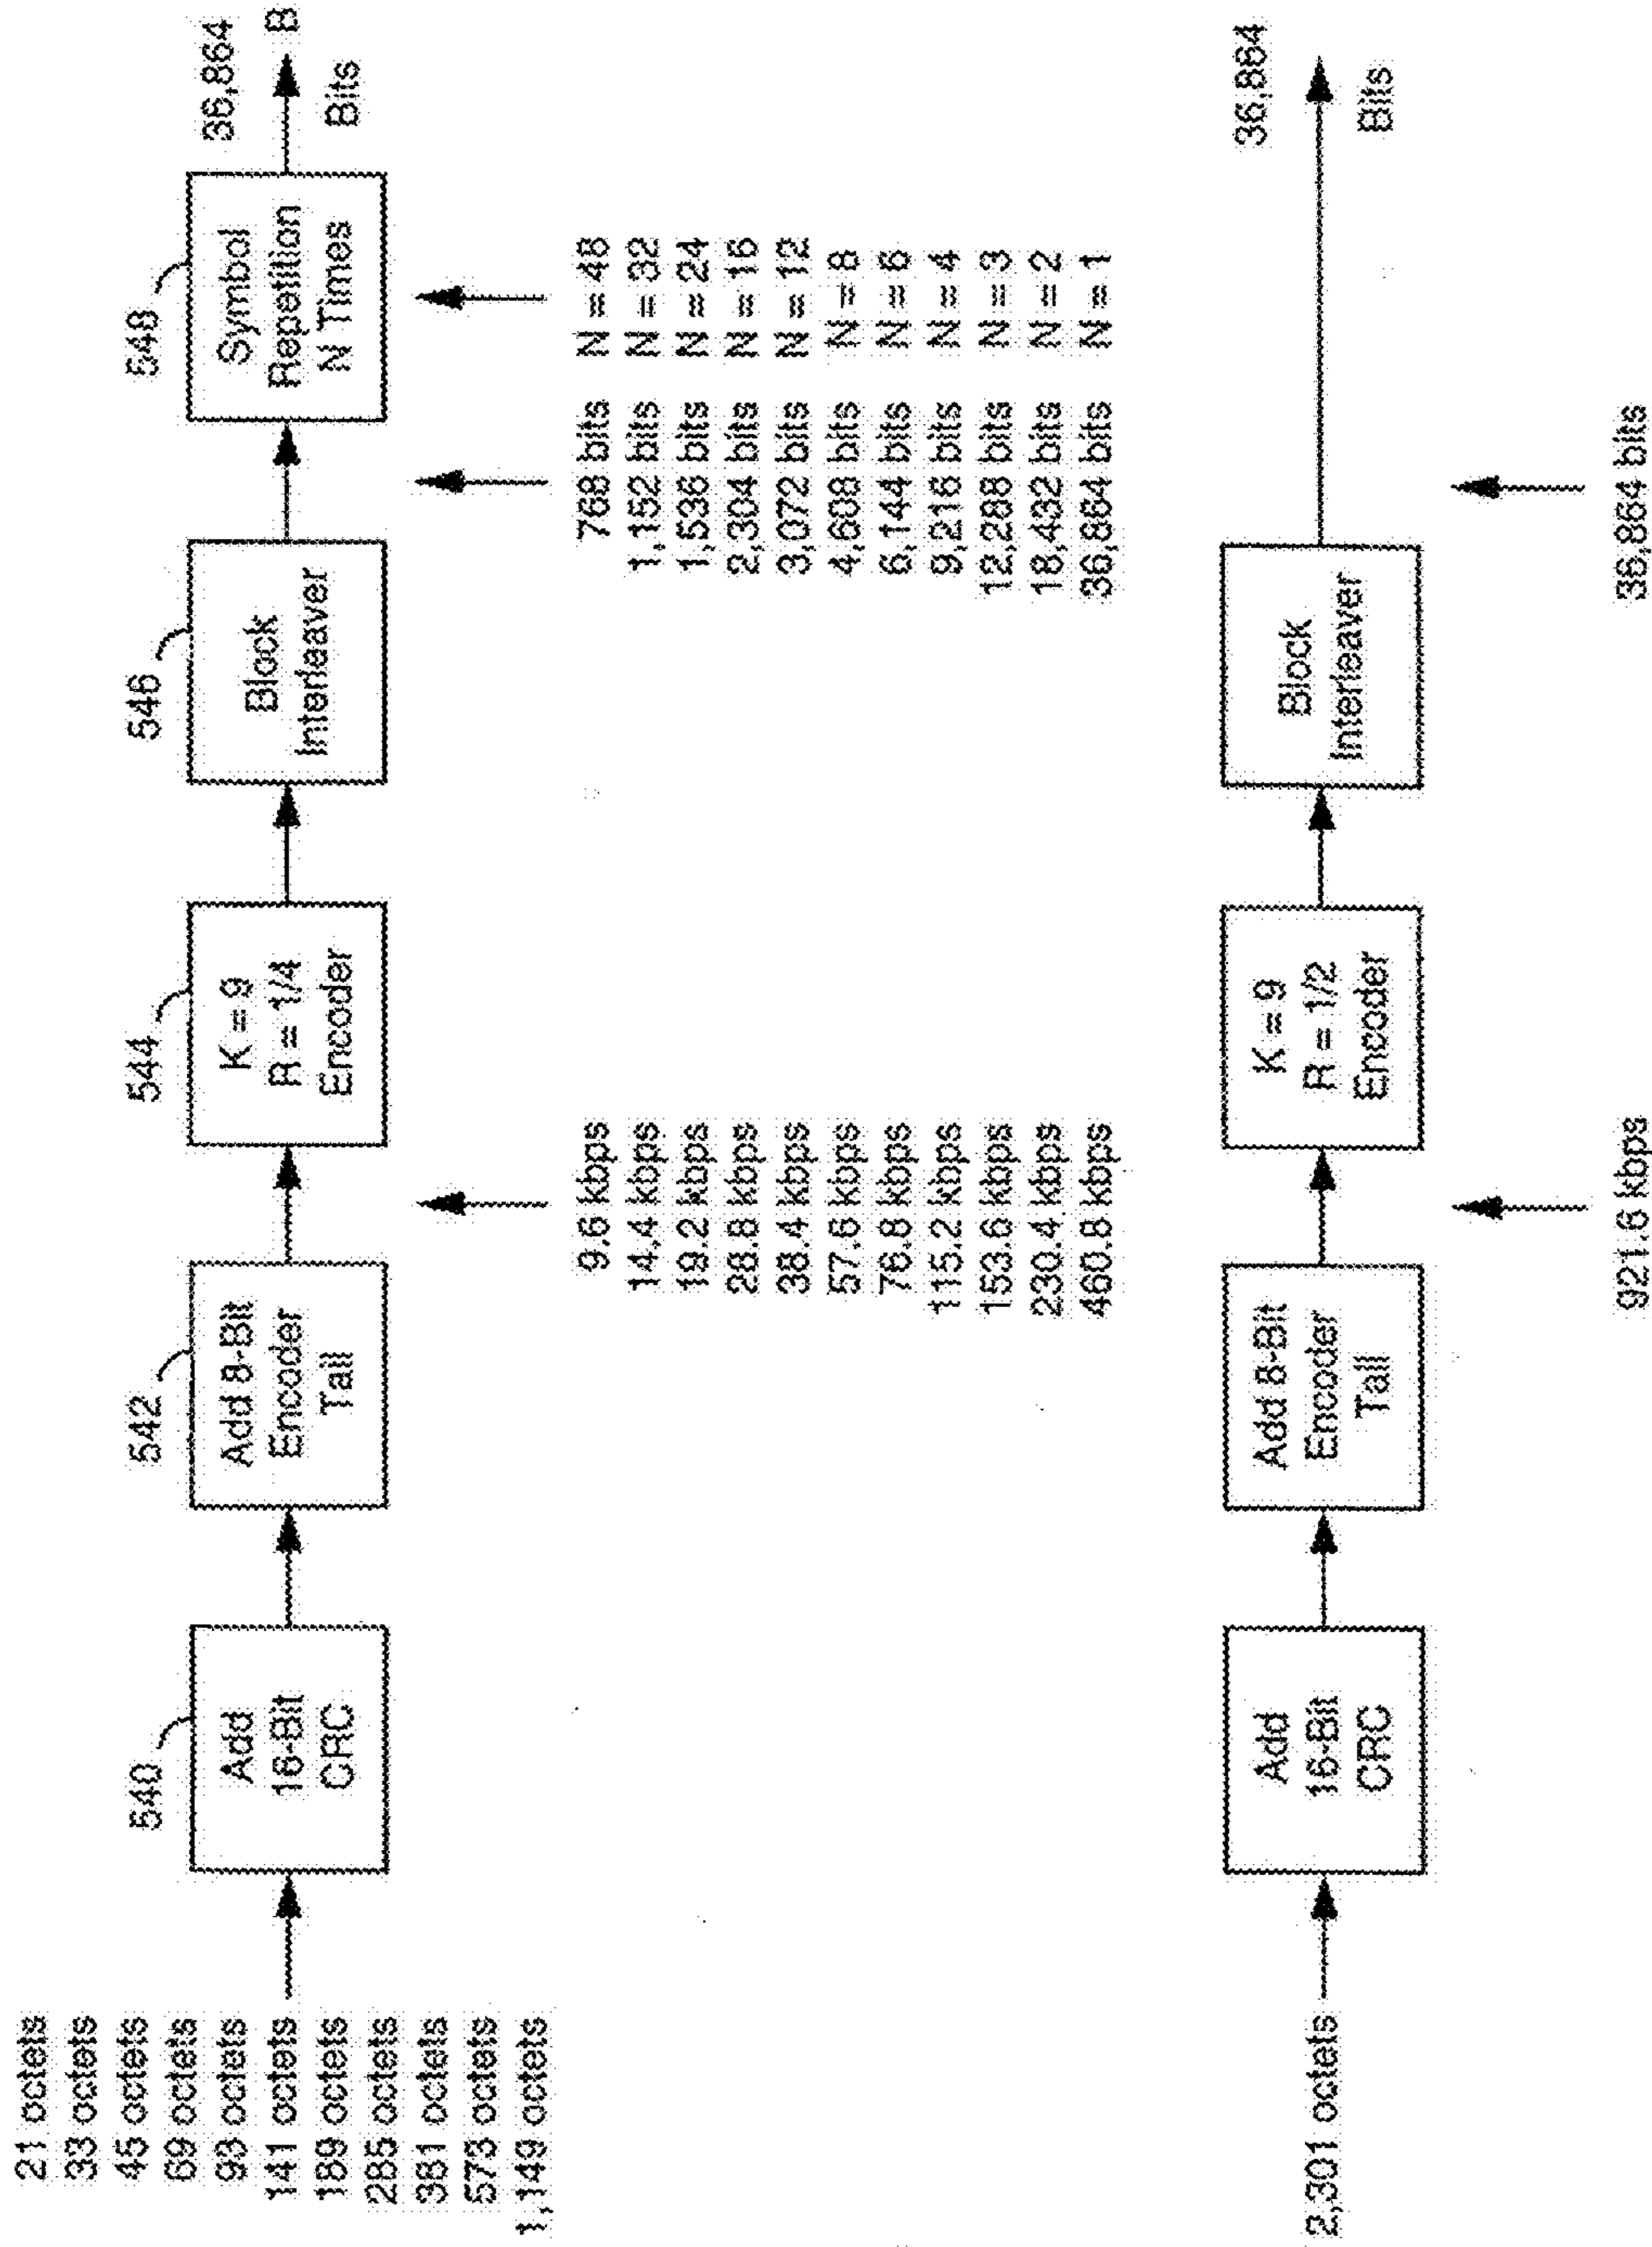 21 octets
33 octets
45 octets
69 octets
93 octets
141 octets
189 octets
285 octets
381 octets
573 octets
1,149 octets
540
Add
16-Bit
CRC
542
Add 8-Bit
Encoder
Tail
9.6 kbps
14.4 kbps
19.2 kbps
28.8 kbps
38.4 kbps
57.6 kbps
76.8 kbps
115.2 kbps
153.6 kbps
230.4 kbps
460.8 kbps
544
K = 9
R = 1/4
Encoder
546
Block
Interleaver
768 bits
1,152 bits
1,536 bits
2,304 bits
3,072 bits
4,608 bits
6,144 bits
9,216 bits
12,288 bits
18,432 bits
36,864 bits
548
Symbol
Repetition
N Times
N = 48
N = 32
N = 24
N = 16
N = 12
N = 8
N = 6
N = 4
N = 3
N = 2
N = 1
36,864
B
Bits
2,301 octets
Add
16-Bit
CRC
Add 8-Bit
Encoder
Tail
921.6 kbps
K = 9
R = 1/2
Encoder
Block
Interleaver
36,864 bits
36,864
Bits